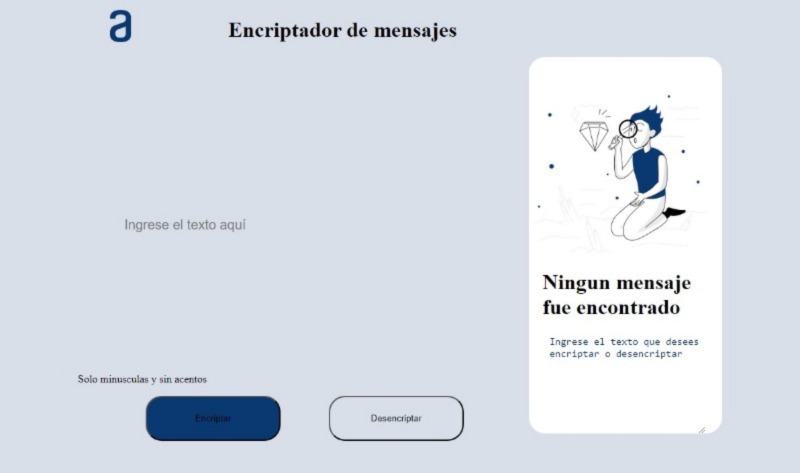 a
Encriptador de mensajes
Ingrese el texto aquí
Solo minusculas y sin acentos
Encriptar
Desencriptar
Ningun mensaje
fue encontrado
Ingrese el texto que desees
encriptar o desencriptar